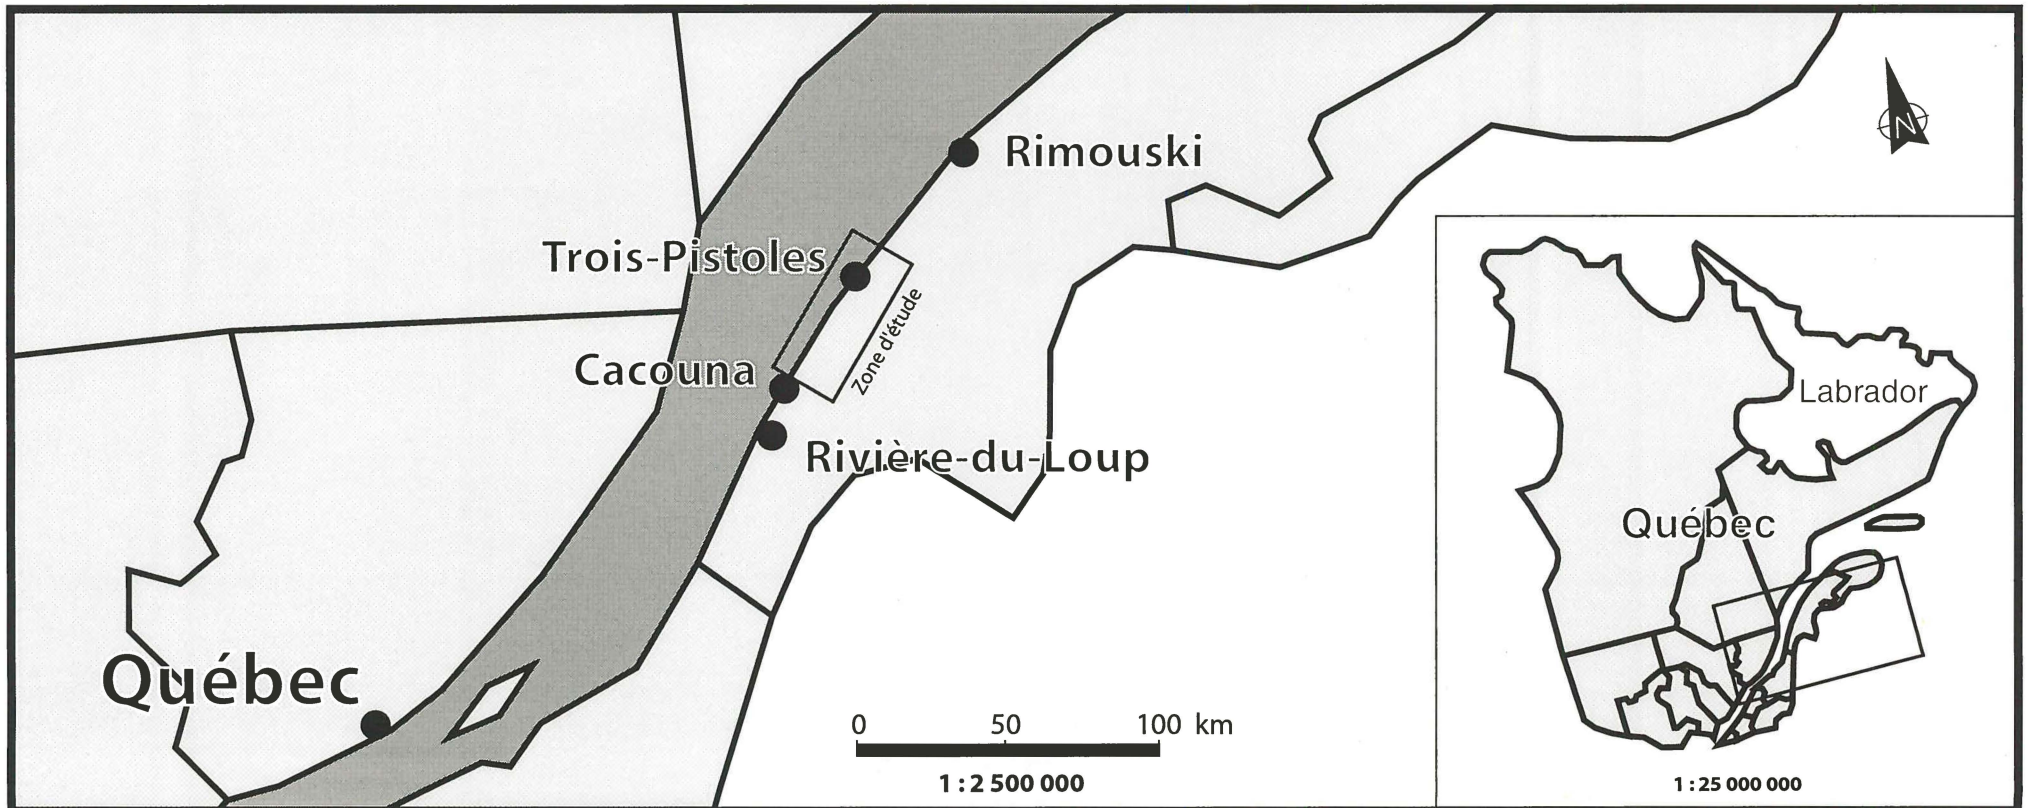 N
Rimouski
Trois-Pistoles
Zone d'étude
Cacouna
Rivière-du-Loup
Labrador
Québec
Québec
0 50 100 km
1 : 2 500 000
1 : 25 000 000